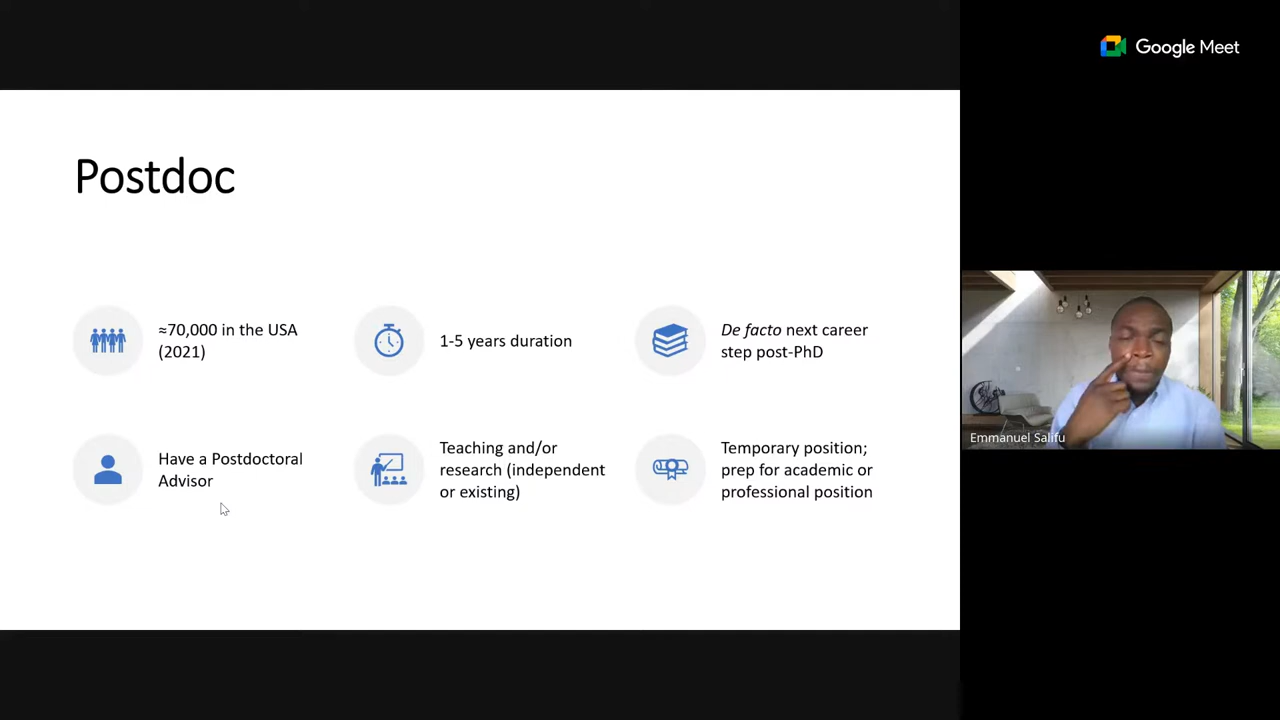 Google Meet
Postdoc
≈70,000 in the USA
(2021)
1-5 years duration
De facto next career
step post-PhD
Have a Postdoctoral
Advisor
Teaching and/or
research (independent
or existing)
Temporary position;
prep for academic or
professional position
Emmanuel Salifu